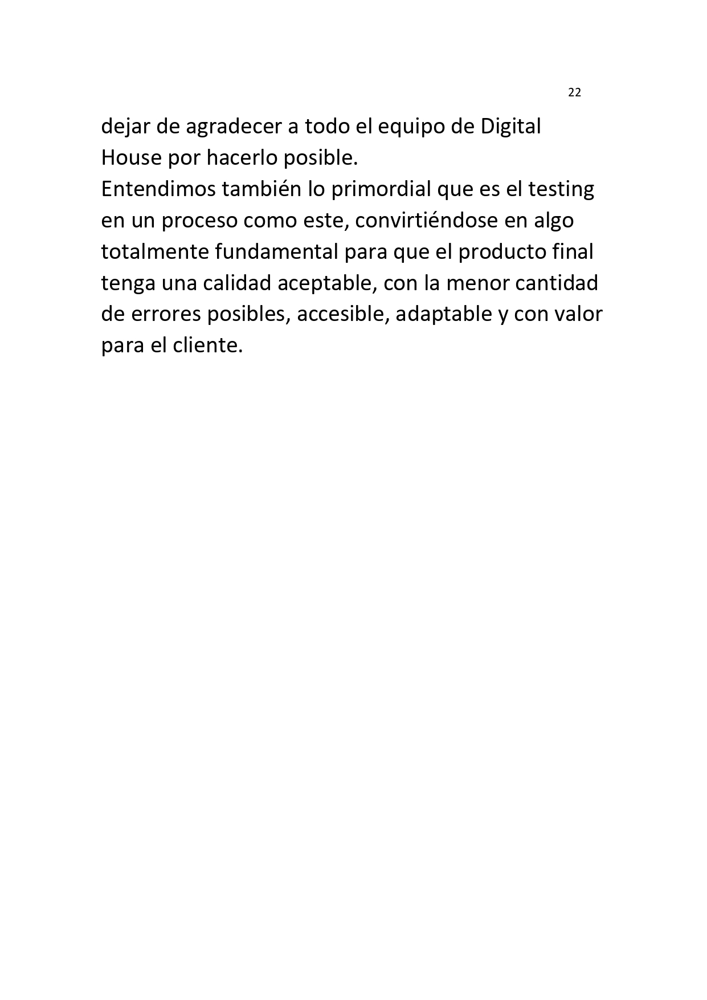 22
dejar de agradecer a todo el equipo de Digital
House por hacerlo posible.
Entendimos también lo primordial que es el testing
en un proceso como este, convirtiéndose en algo
totalmente fundamental para que el producto final
tenga una calidad aceptable, con la menor cantidad
de errores posibles, accesible, adaptable y con valor
para el cliente.